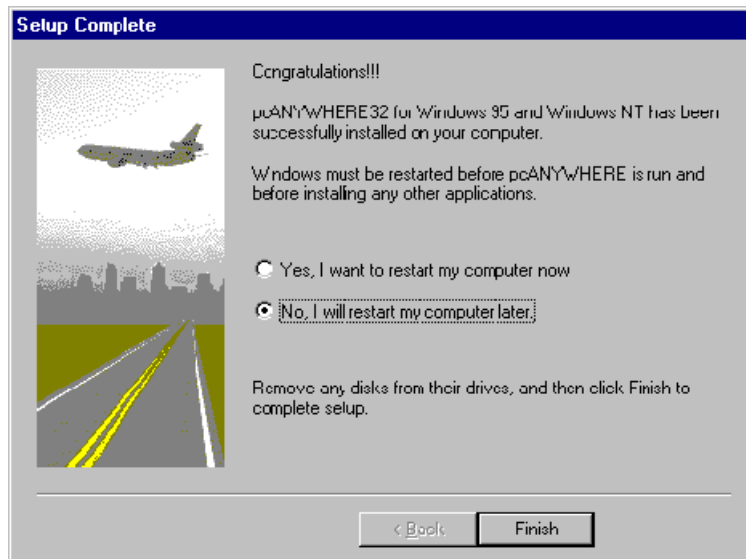 Setup Complete
Congratulations!!!
pcANYWHERE32 for Windows 95 and Windows NT has been
successfully installed on your computer.
Windows must be restarted before pcANYWHERE is run and
before installing any other applications.
Yes, I want to restart my computer now
No, I will restart my computer later.
Remove any disks from their drives, and then click Finish to
complete setup.
< Back
Finish